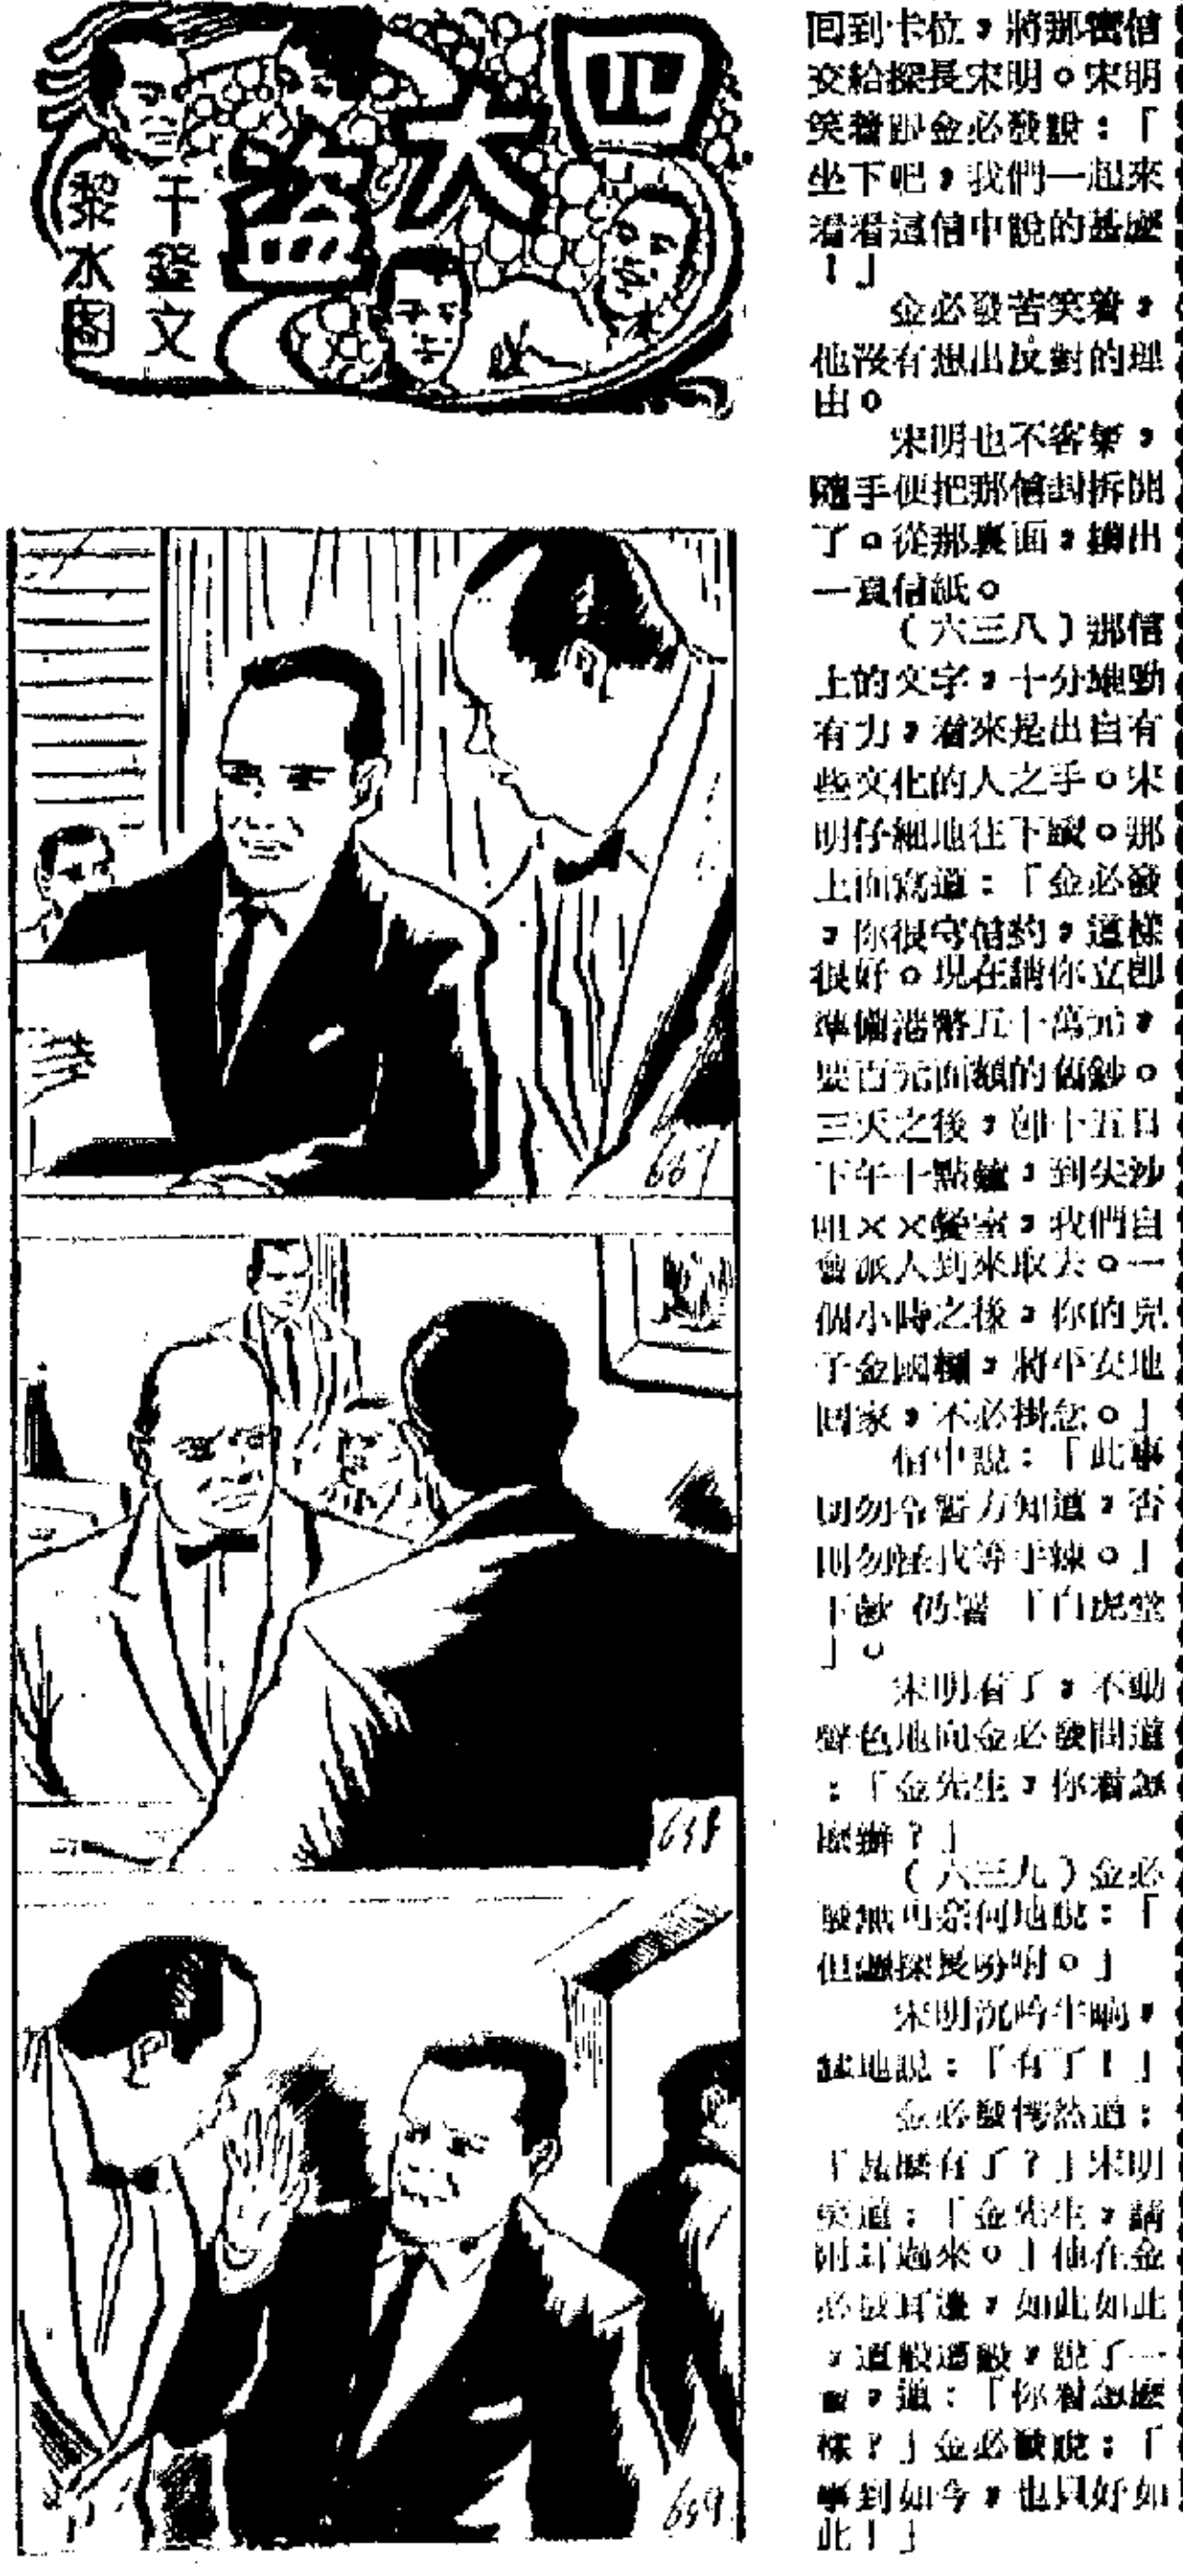 四大盜
千鍾文
黎水圖
回到卡位，將那密信
交給探長宋明。宋明
笑着跟金必發說：「
坐下吧，我們一起來
看看這信中說的甚麼
！」
金必發苦笑着，
他沒有想出反對的理
由。
宋明也不客氣，
隨手便把那信封拆開
了。從那裏面，摸出
一頁信紙。
（六三八）那信
上的文字，十分雄勁
有力，看來是出自有
些文化的人之手。宋
明仔細地往下讀。那
上面寫道：「金必發
，你很守信約，這樣
很好。現在請你立卽
準備港幣五十萬元，
要百元面額的舊鈔。
三天之後，卽十五日
下午十點鐘，到尖沙
咀××餐室，我們自
會派人到來取去。一
個小時之後，你的兒
子金國樑，將平安地
回家，不必掛念。」
信中說：「此事
切勿令警方知道，否
則勿怪我等手辣。」
下款仍署「白虎堂
」。
宋明看了，不動
聲色地向金必發問道
：「金先生，你看怎
麽辦？」
（六三九）金必
發無可奈何地說：「
但憑探長吩咐。」
宋明沉吟半晌，
猛地說：「有了！」
金必發愕然道：
「甚麽有了？」宋明
笑道：「金先生，請
附耳過來。」他在金
必發耳邊，如此如此
，這般這般，說了一
番，道：「你看怎麽
樣？」金必發說：「
事到如今，也只好如
此！」
637
638
639